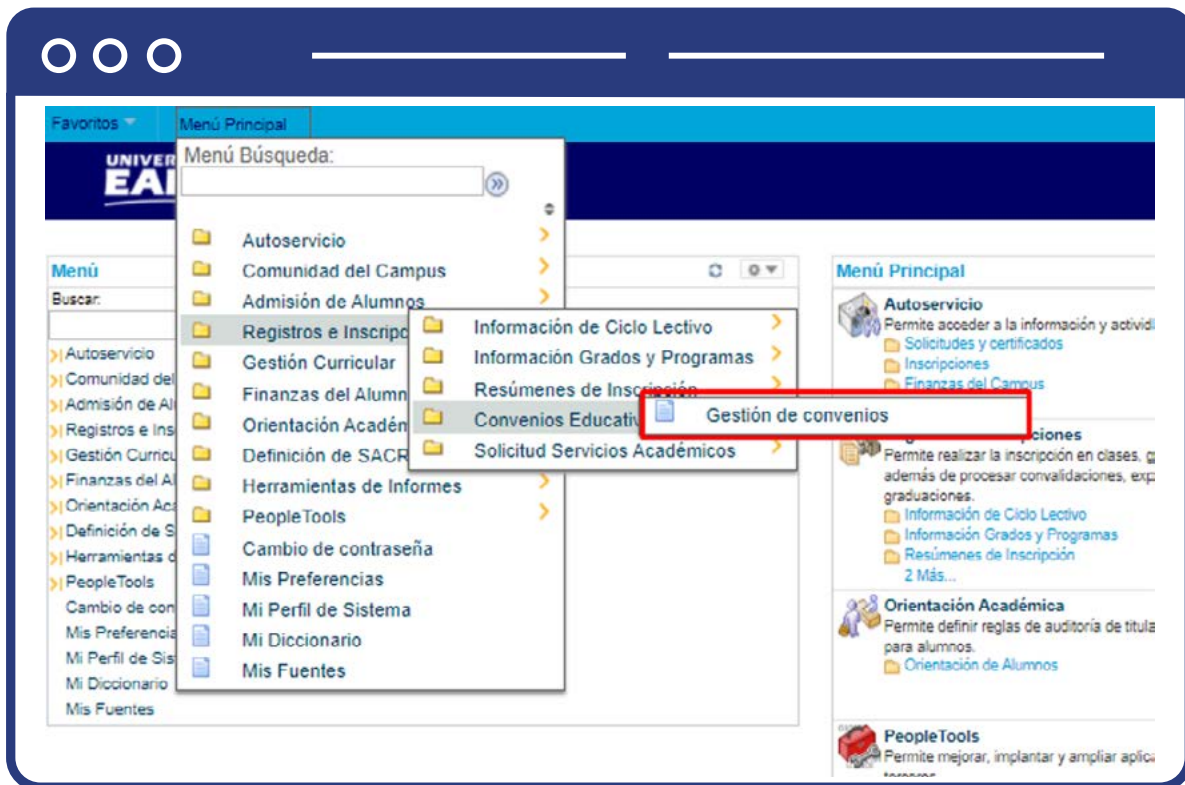 Favoritos
Menú Principal
UNIVER
Menú Búsqueda:
Autoservicio
Comunidad del Campus
Admisión de Alumnos
Registros e Inscripc
Gestión Curricular
Finanzas del Alumn
Orientación Académ
Definición de SACR
Herramientas de Informes
PeopleTools
Cambio de contraseña
Mis Preferencias
Mi Perfil de Sistema
Mi Diccionario
Mis Fuentes
Información de Ciclo Lectivo
Información Grados y Programas
Resúmenes de Inscripción
Convenios Educativ
Solicitud Servicios Académicos
Gestión de convenios
Menú
Buscar:
Autoservicio
Comunidad del
Admisión de Al
Registros e Ins
Gestión Curricu
Finanzas del Al
Orientación Aca
Definición de S
Herramientas d
PeopleTools
Cambio de con
Mis Preferencia
Mi Perfil de Sis
Mi Diccionario
Mis Fuentes
Menú Principal
Autoservicio
Permite acceder a la información y activid
Solicitudes y certificados
Inscripciones
Finanzas del Campus
ciones
Permite realizar la inscripción en clases, g
además de procesar convalidaciones, exp
graduaciones.
Información de Ciclo Lectivo
Información Grados y Programas
Resúmenes de Inscripción
2 Más...
Orientación Académica
Permite definir reglas de auditoría de titula
para alumnos.
Orientación de Alumnos
PeopleTools
Permite mejorar, implantar y ampliar aplica